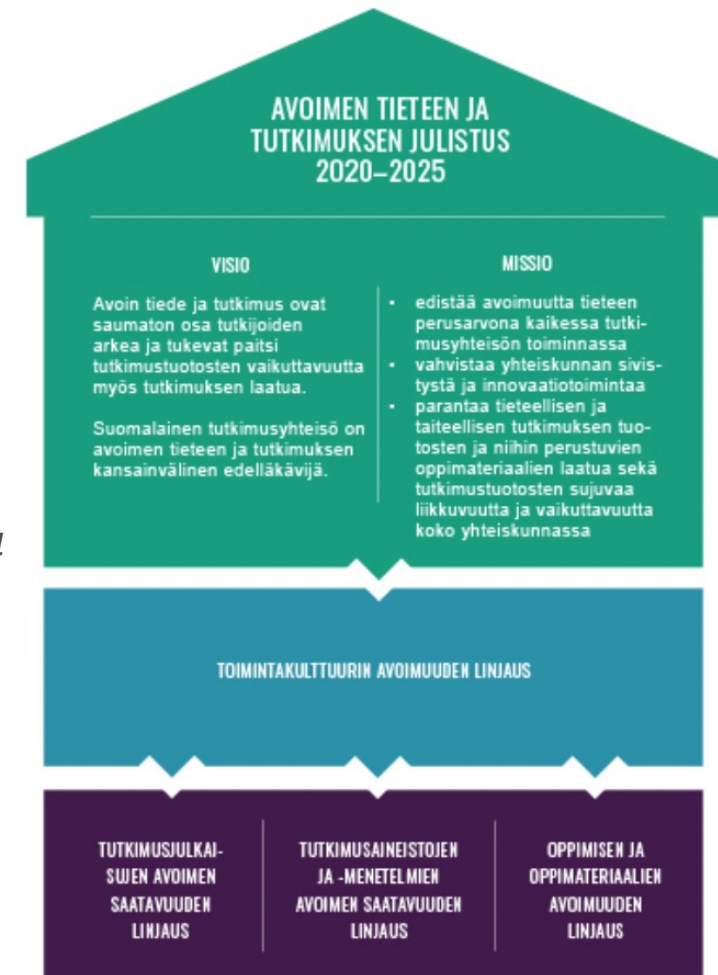 AVOIMEN TIETEEN JA
TUTKIMUKSEN JULISTUS
2020–2025
VISIO
Avoin tiede ja tutkimus ovat
saumaton osa tutkijoiden
arkea ja tukevat paitsi
tutkimustuotosten vaikuttavuutta
myös tutkimuksen laatua.
Suomalainen tutkimusyhteisö on
avoimen tieteen ja tutkimuksen
kansainvälinen edelläkävijä.
MISSIO
• edistää avoimuutta tieteen
perusarvona kaikessa tutki-
musyhteisön toiminnassa
• vahvistaa yhteiskunnan sivis-
tystä ja innovaatiotoimintaa
• parantaa tieteellisen ja
taiteellisen tutkimuksen tuo-
tosten ja niihin perustuvien
oppimateriaalien laatua sekä
tutkimustuotosten sujuvaa
liikkuvuutta ja vaikuttavuutta
koko yhteiskunnassa
TOIMINTAKULTTUURIN AVOIMUUDEN LINJAUS
TUTKIMUSJULKAI-
SUJEN AVOIMEN
SAATAVUUDEN
LINJAUS
TUTKIMUSAINEISTOJEN
JA -MENETELMIEN
AVOIMEN SAATAVUUDEN
LINJAUS
OPPIMISEN JA
OPPIMATERIAALIEN
AVOIMUUDEN
LINJAUS